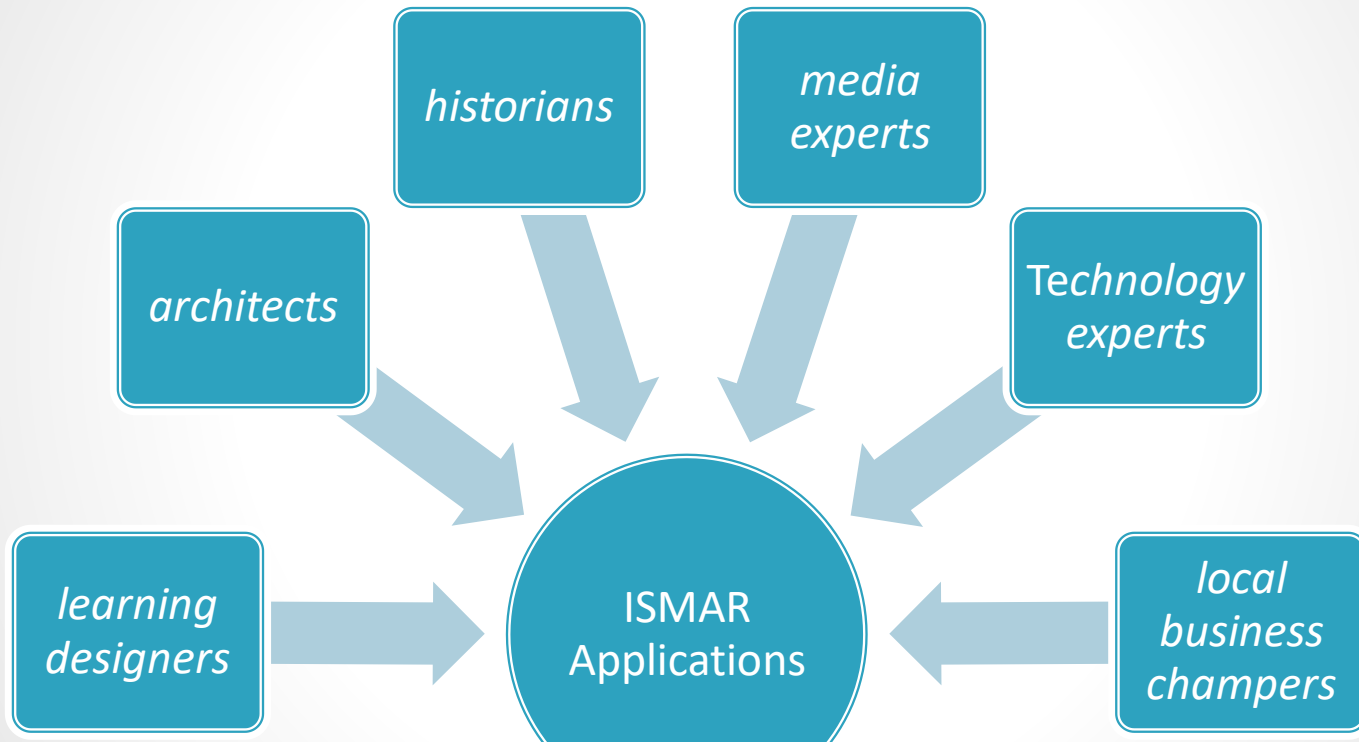 historians
media
experts
architects
Technology
experts
learning
designers
ISMAR
Applications
local
business
champers